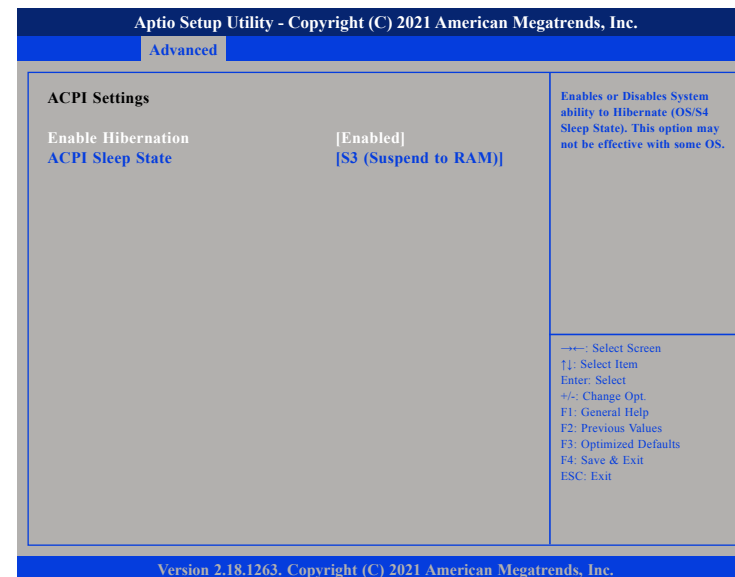 Aptio Setup Utility - Copyright (C) 2021 American Megatrends, Inc.
Advanced
ACPI Settings
Enable Hibernation [Enabled]
ACPI Sleep State [S3 (Suspend to RAM)]
Enables or Disables System
ability to Hibernate (OS/S4
Sleep State). This option may
not be effective with some OS.
→←: Select Screen
↑↓: Select Item
Enter: Select
+/-: Change Opt.
F1: General Help
F2: Previous Values
F3: Optimized Defaults
F4: Save & Exit
ESC: Exit
Version 2.18.1263. Copyright (C) 2021 American Megatrends, Inc.